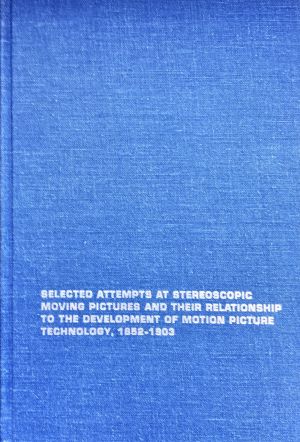 SELECTED ATTEMPTS AT STEREOSCOPIC
MOVING PICTURES AND THEIR RELATIONSHIP
TO THE DEVELOPMENT OF MOTION PICTURE
TECHNOLOGY, 1852-1903